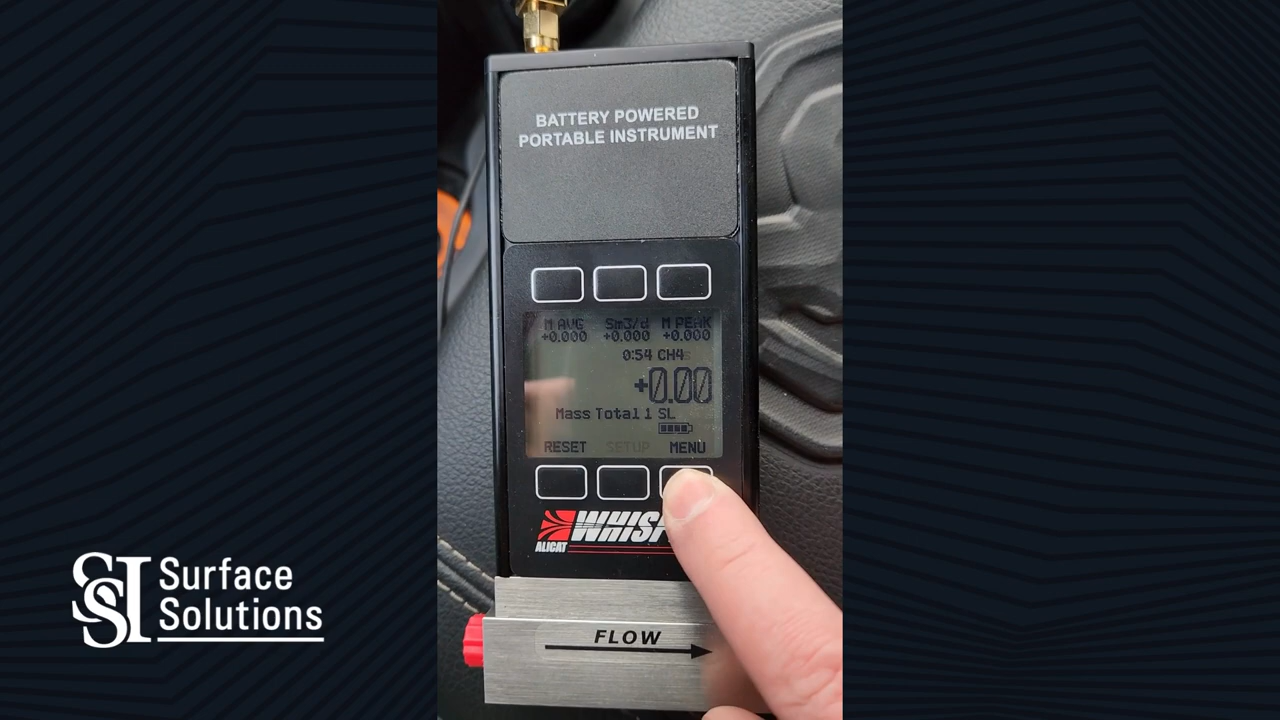 BATTERY POWERED
PORTABLE INSTRUMENT
M AVG Sm3/d M PEAK
+0.000 +0.000 +0.000
0:54 CH4
+0.00
Mass Total 1 SL
RESET SETUP MENU
ALICAT
FLOW
SSI Surface
Solutions